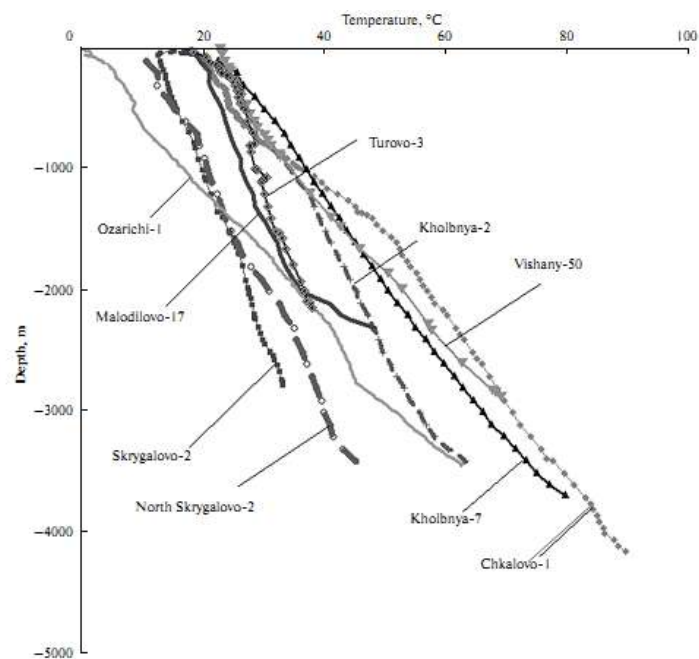 Temperature, °C
0 20 40 60 80 100
Turovo-3
−1000
Kholbnya-2
Ozarichi-1
Vishany-50
−2000
Malodilovo-17
Depth, m
−3000
Skrygalovo-2
North Skrygalovo-2
Kholbnya-7
−4000
Chkalovo-1
−5000